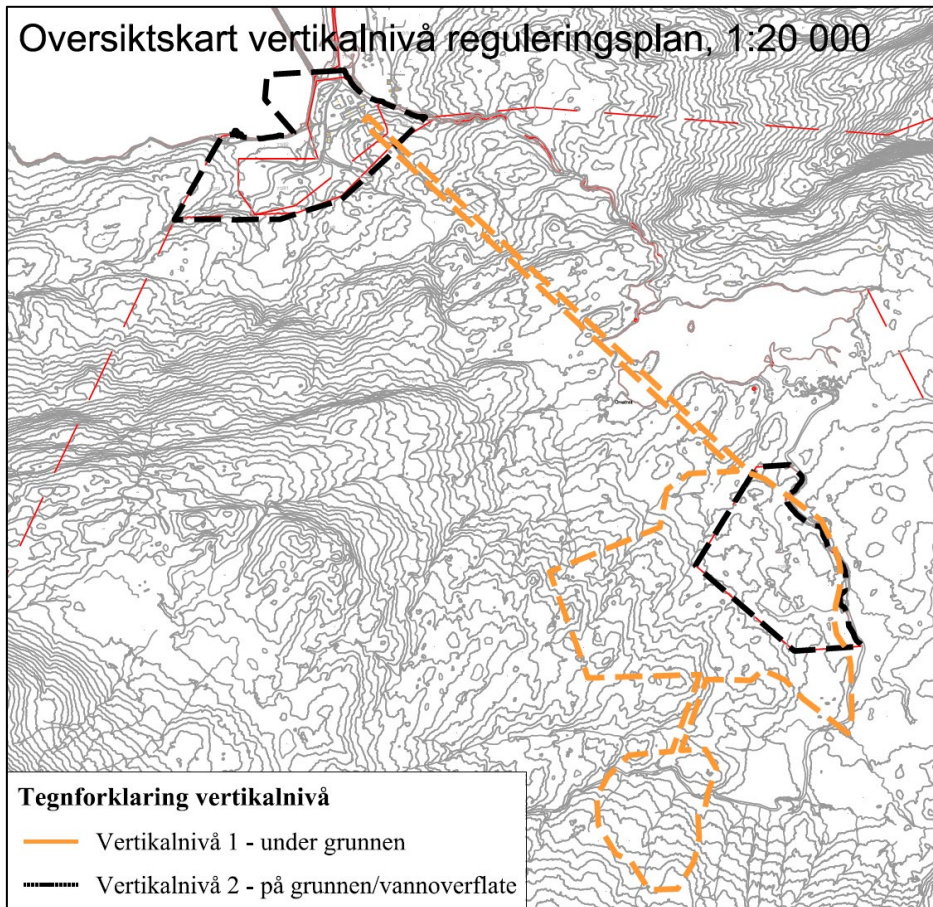 Oversiktskart vertikalnivå reguleringsplan, 1:20 000
Tegnforklaring vertikalnivå
Vertikalnivå 1 - under grunnen
Vertikalnivå 2 - på grunnen/vannoverflate